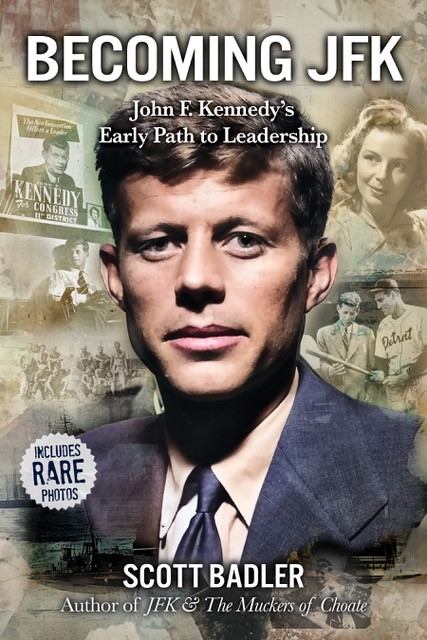 BECOMING JFK
John F. Kennedy's
Early Path to Leadership
The New Generation
Offers a Leader
KENNEDY
For CONGRESS
11th DISTRICT
Detroit
INCLUDES
RARE
PHOTOS
SCOTT BADLER
Author of JFK & The Muckers of Choate